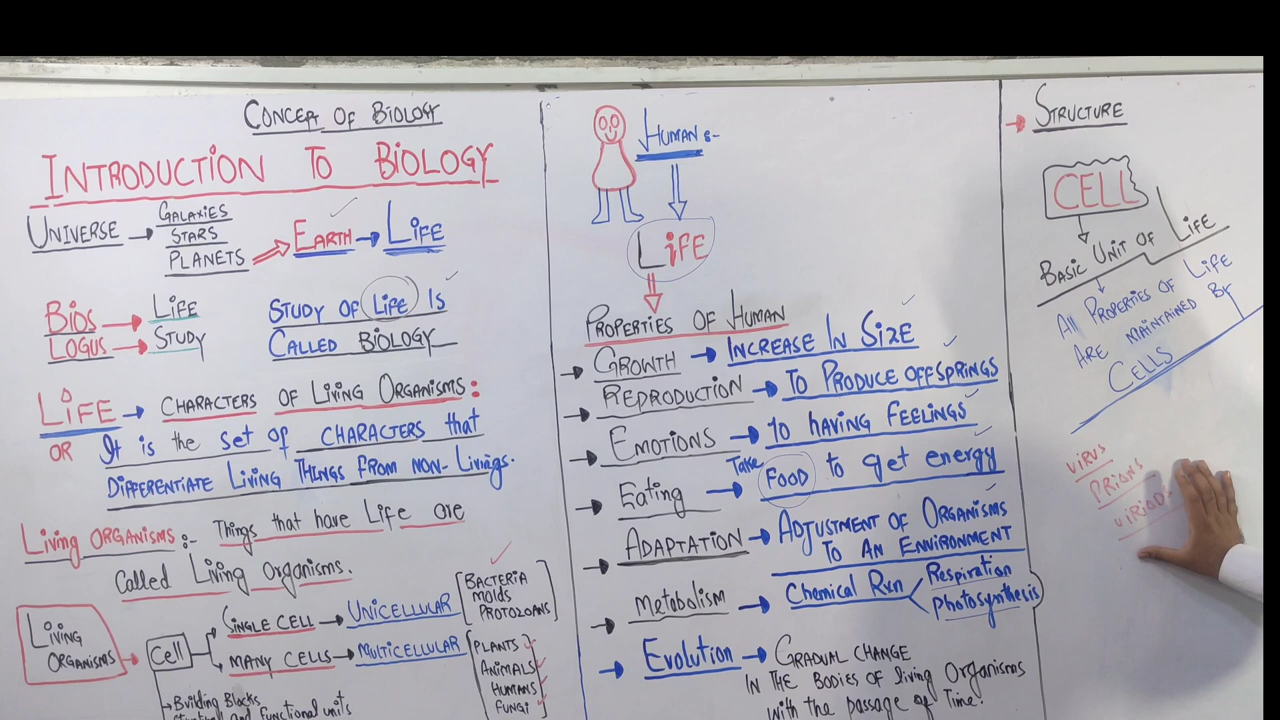 CONCEPT OF BIOLOGY
INTRODUCTION TO BIOLOGY
UNIVERSE → GALAXIES
STARS
PLANETS ⇒ EARTH → LiFE
BiOS → LiFE
LOGUS → STUDY
STUDY OF LiFE IS
CALLED BIOLOGY
LiFE → CHARACTERS OF LiViNG ORGANiSMS:
OR It is the set of CHARACTERS that
DiFFERENTiATE LiViNG THiNGS FROM NON-LiViNGS.
LiViNG ORGANiSMS:- Things that have Life are
Called Living Organisms.
LiViNG
ORGANiSMS → Cell
SiNGLE CELL → UNiCELLULAR
BACTERiA
MOLDS
PROTOZOANS
MANY CELLS → MULTiCELLULAR
PLANTS
ANiMALS
HUMANS
FUNGi
→ Building Blocks
and Functional units
HUMAN :-
LiFE
PROPERTiES OF HUMAN
→ GROWTH → INCREASE IN SiZE
→ REPRODUCTiON → TO PRODUCE OFFSPRiNGS
→ EMOTiONS → TO HAViNG FEELiNGS
→ Eating → Take FOOD to get energy
→ ADAPTATiON → ADJUSTMENT OF ORGANiSMS
TO AN ENViRONMENT
→ Metabolism → Chemical Rxn
Respiration
photosynthesis
→ Evolution → GRADUAL CHANGE
IN THE BODiES OF living Organisms
with the passage of Time.
→ STRUCTURE
CELL
BASiC UNiT OF LiFE
All PROPERTiES OF LiFE
ARE MAiNTAiNED BY
CELLS
ViRUS
PRiONS
ViRiODS